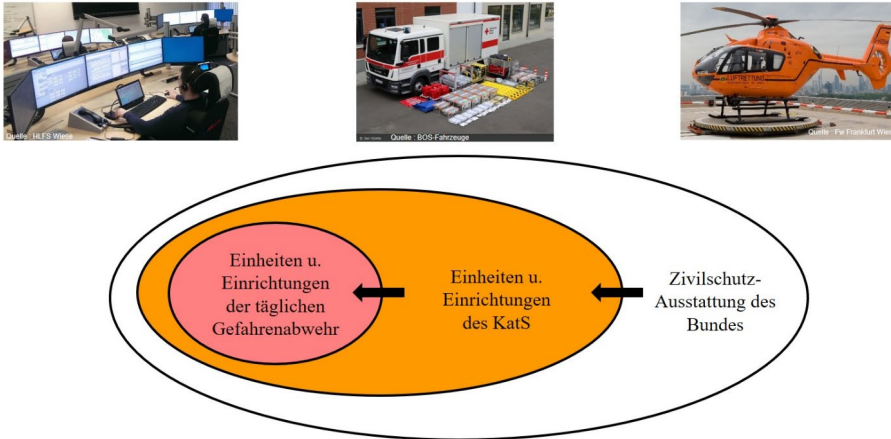 Quelle : HLFS Wiese
Quelle : BOS-Fahrzeuge
LUFTRETTUNG
Quelle : Fw Frankfurt Wies
Einheiten u.
Einrichtungen
der täglichen
Gefahrenabwehr
Einheiten u.
Einrichtungen
des KatS
Zivilschutz-
Ausstattung des
Bundes